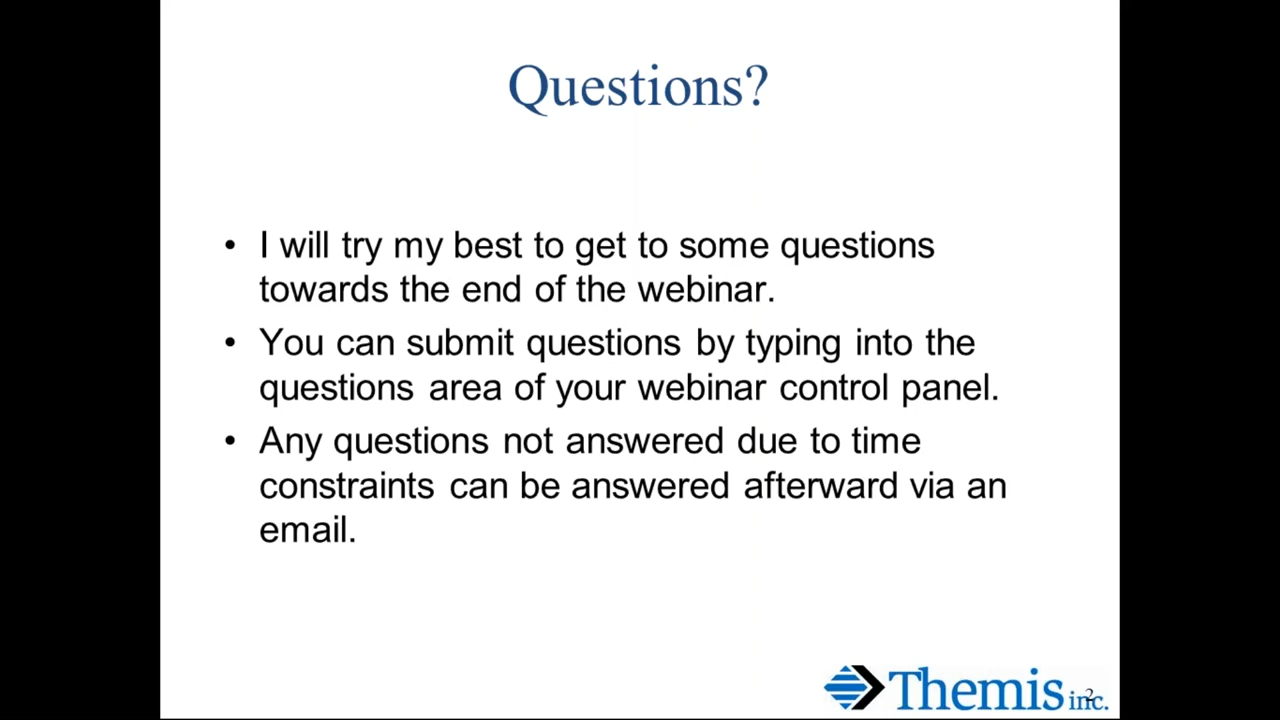 Questions?
• I will try my best to get to some questions
towards the end of the webinar.
• You can submit questions by typing into the
questions area of your webinar control panel.
• Any questions not answered due to time
constraints can be answered afterward via an
email.
Themis inc.
2